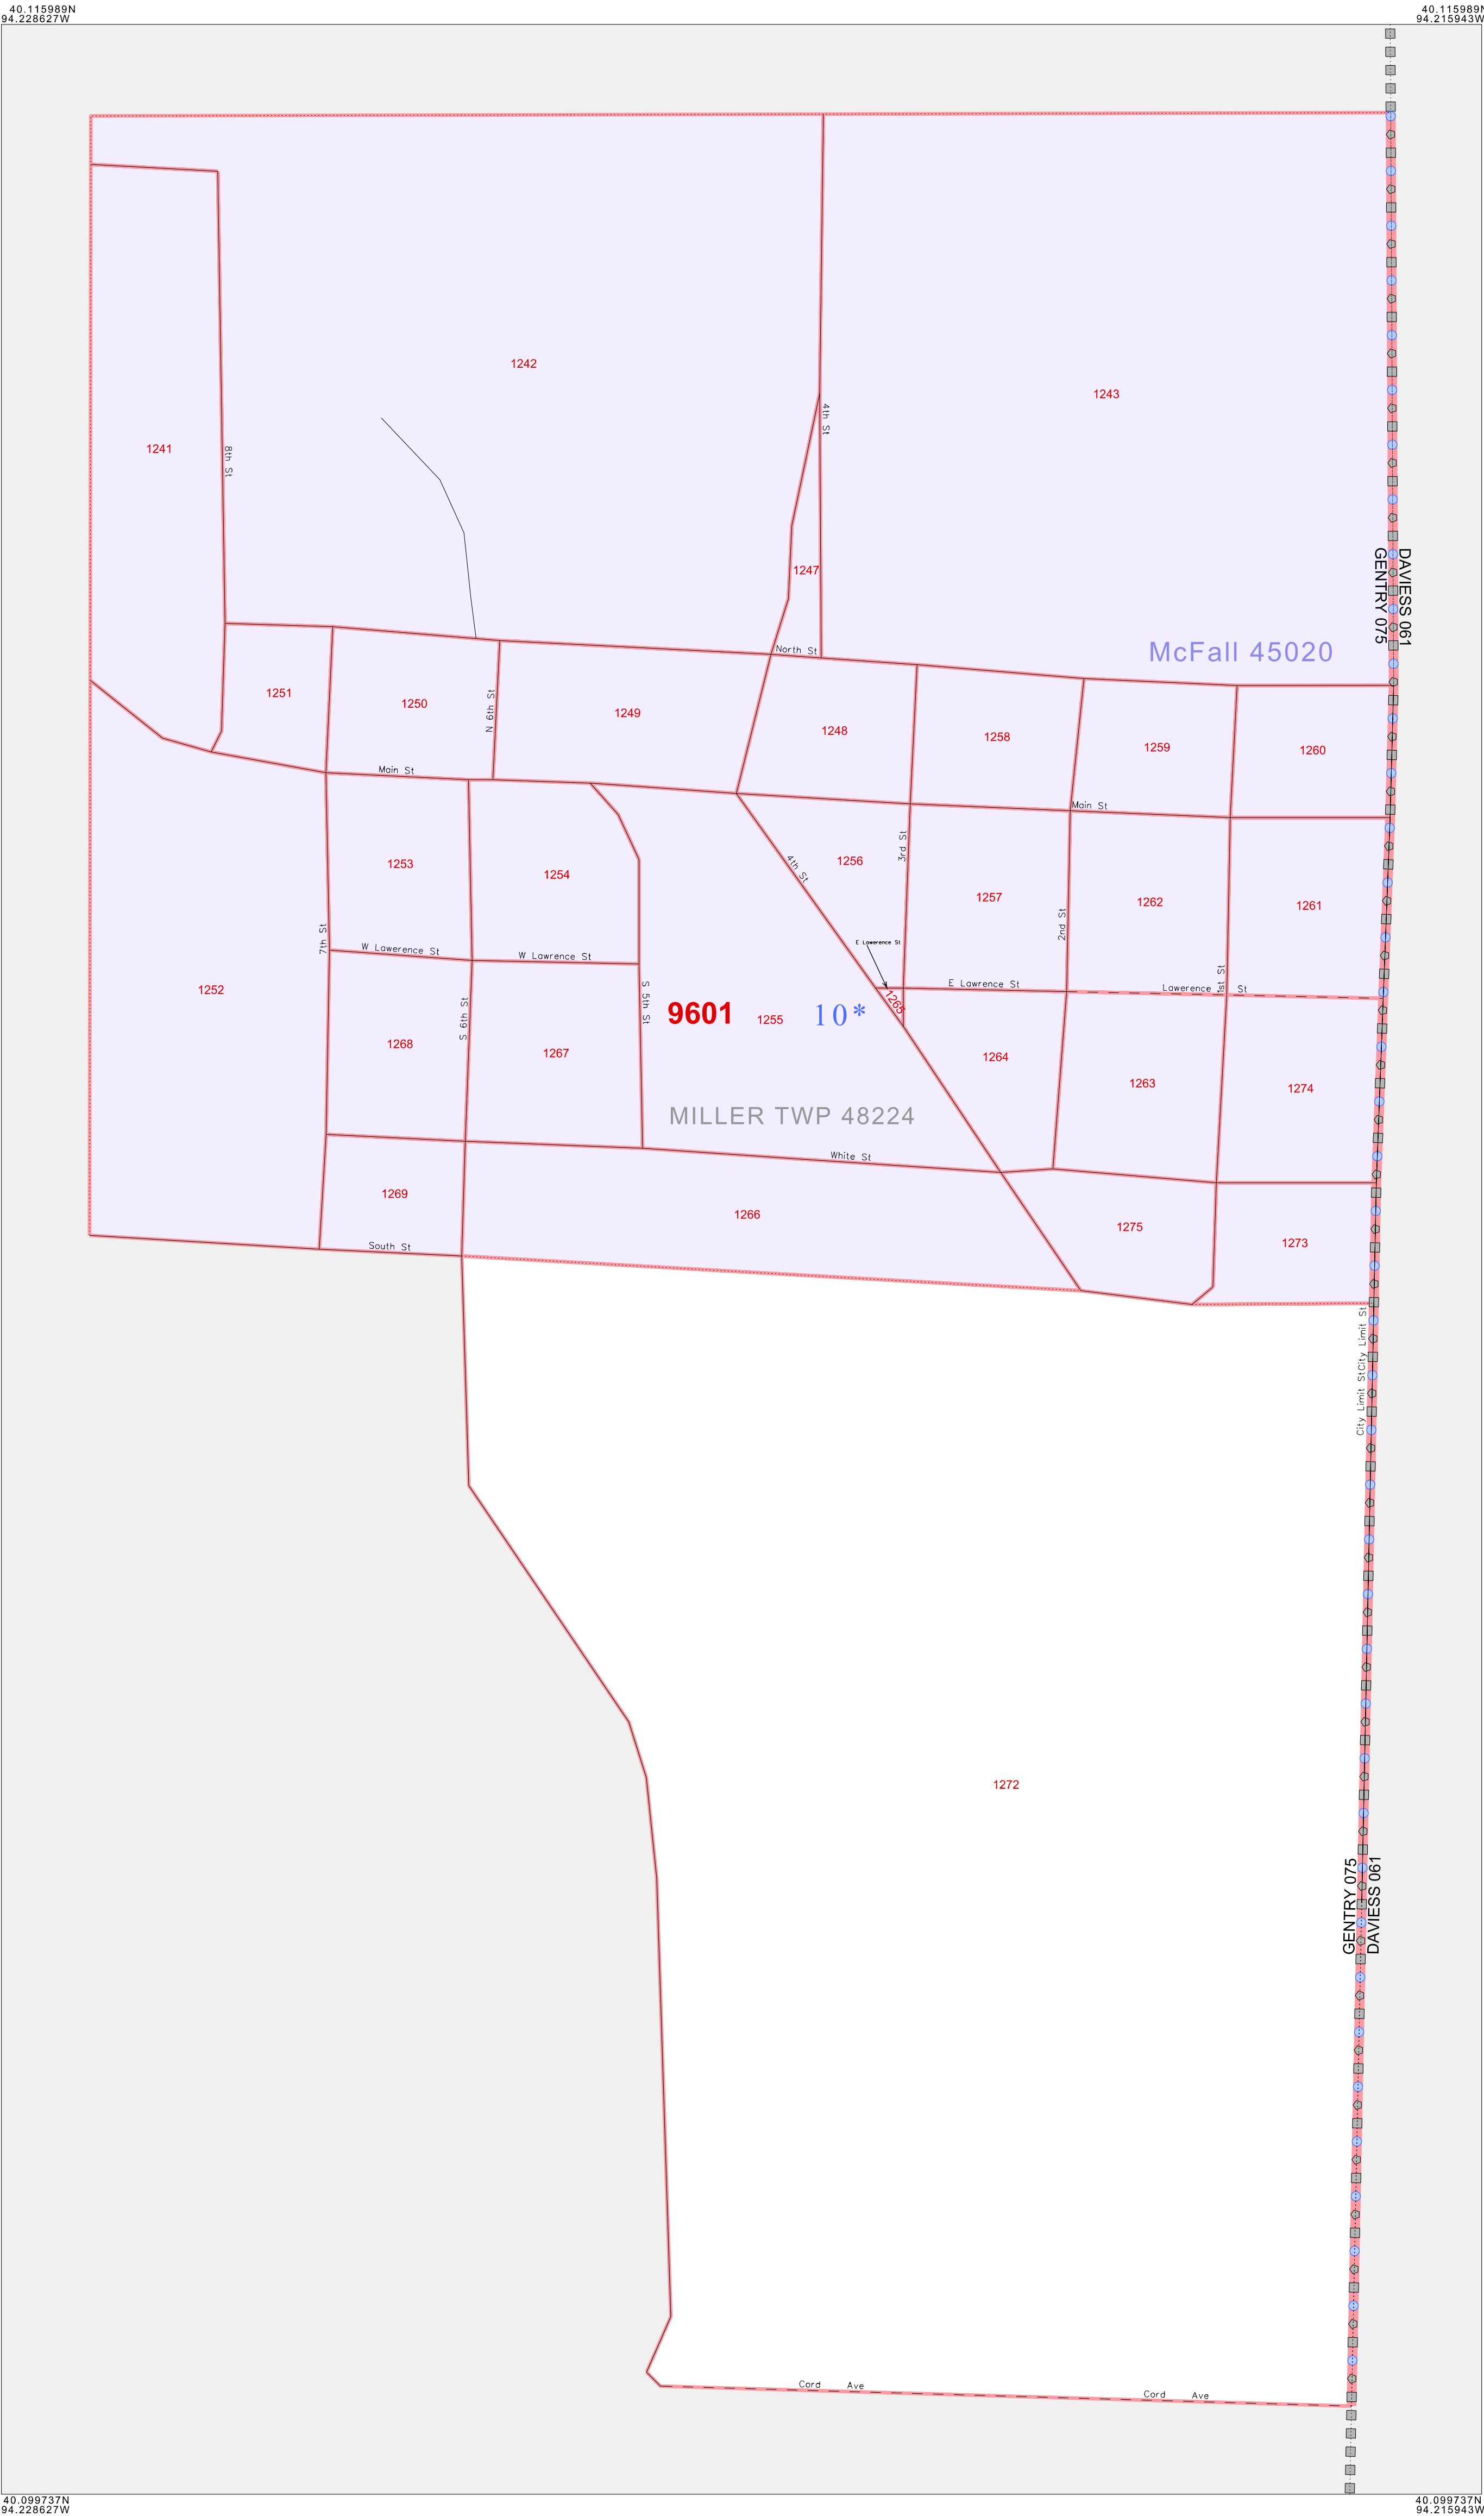 40.115989N
94.228627W
40.115989N
94.215943W
1242
1243
1241
8th St
4th St
1247
DAVIESS 061
GENTRY 075
McFall 45020
North St
1251
1250
N 6th St
1249
1248
1258
1259
1260
Main St
Main St
1253
1254
4th St
1256
3rd St
1257
1262
1261
7th St
W Lawerence St
W Lawrence St
E Lawerence St
2nd St
1252
S 6th St
S 5th St
9601
1255
10*
1265
E Lawrence St
Lawerence St
1st St
1268
1267
1264
1263
1274
MILLER TWP 48224
White St
1269
1266
1275
1273
South St
City Limit St
City Limit St
1272
GENTRY 075
DAVIESS 061
Cord Ave
Cord Ave
40.099737N
94.228627W
40.099737N
94.215943W